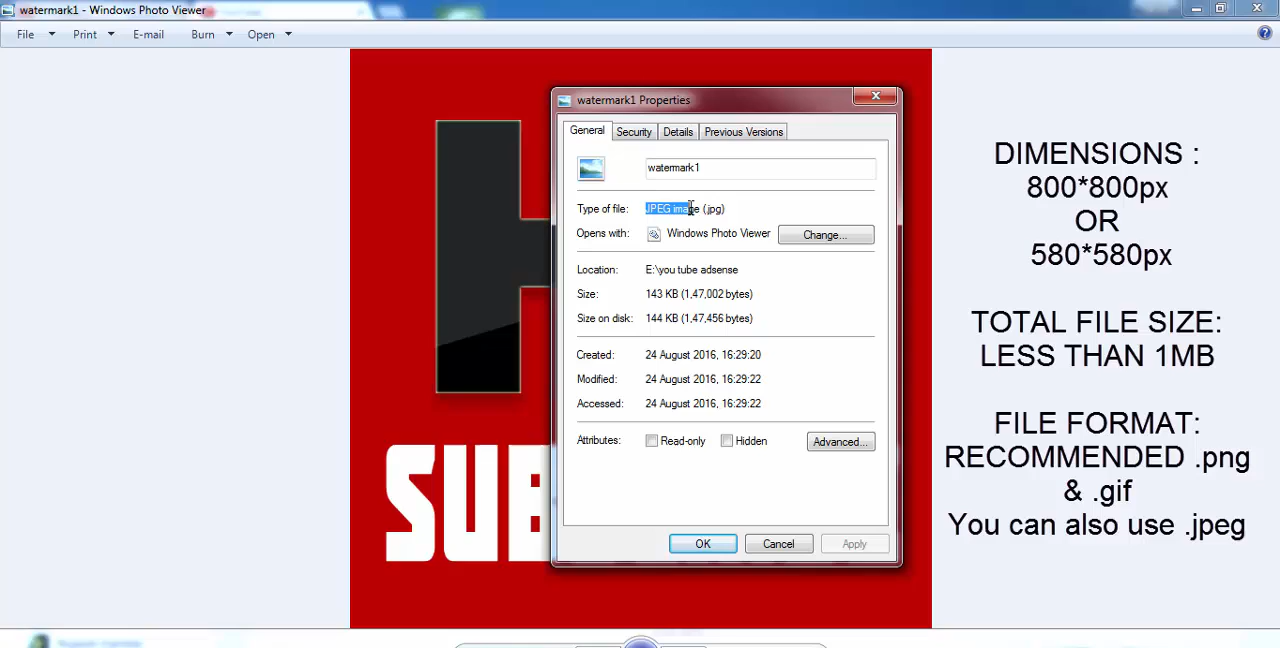 watermark1 - Windows Photo Viewer
File
Print
E-mail
Burn
Open
watermark1 Properties
General
Security
Details
Previous Versions
watermark1
Type of file: JPEG image (.jpg)
Opens with: Windows Photo Viewer
Change...
Location: E:\you tube adsense
Size: 143 KB (1,47,002 bytes)
Size on disk: 144 KB (1,47,456 bytes)
Created: 24 August 2016, 16:29:20
Modified: 24 August 2016, 16:29:22
Accessed: 24 August 2016, 16:29:22
Attributes: Read-only Hidden
Advanced...
OK
Cancel
Apply
SUB
DIMENSIONS :
800*800px
OR
580*580px
TOTAL FILE SIZE:
LESS THAN 1MB
FILE FORMAT:
RECOMMENDED .png
& .gif
You can also use .jpeg